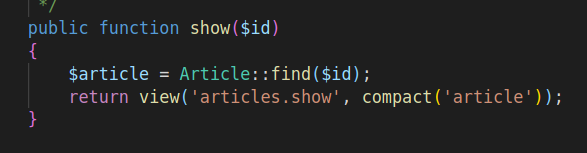 */
public function show($id)
{
    $article = Article::find($id);
    return view('articles.show', compact('article'));
}